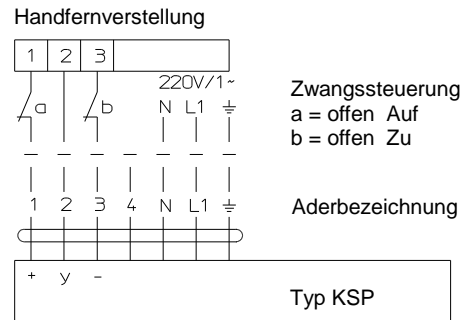 Handfernverstellung
1 2 3
220V/1~
a b N L1
Zwangssteuerung
a = offen Auf
b = offen Zu
1 2 3 4 N L1
Aderbezeichnung
+ y -
Typ KSP